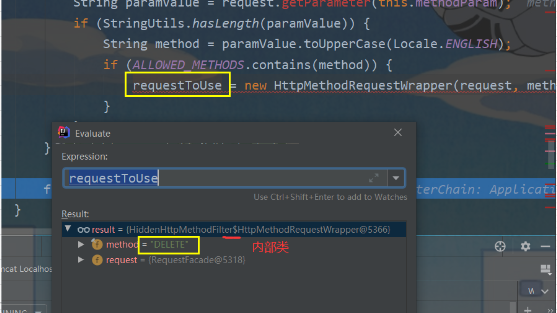 String paramValue = request.getParameter(this.methodParam);
if (StringUtils.hasLength(paramValue)) {
String method = paramValue.toUpperCase(Locale.ENGLISH);
if (ALLOWED_METHODS.contains(method)) {
requestToUse = new HttpMethodRequestWrapper(request, meth
}
}
}
Evaluate
Expression:
requestToUse
Use Ctrl+Shift+Enter to add to Watches
Result:
result = {HiddenHttpMethodFilter$HttpMethodRequestWrapper@5366}
method = "DELETE"
内部类
request = {RequestFacade@5318}
f
terChain: Applicati
}
ncat Localhos
NING